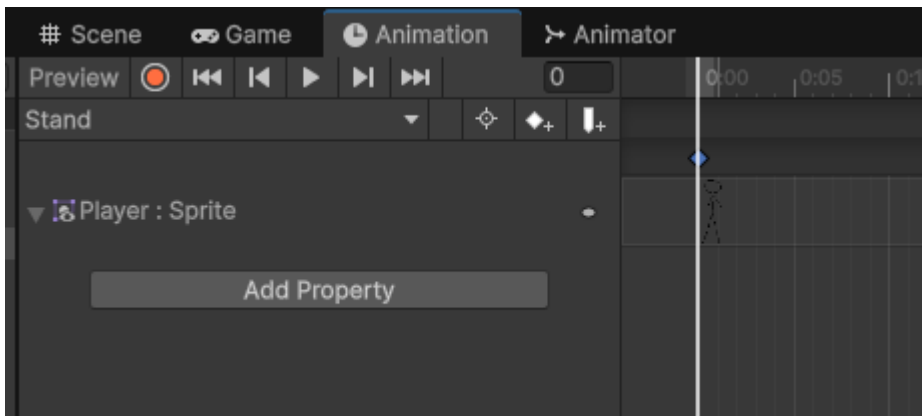 Scene Game Animation Animator
Preview 0 0:00 0:05
Stand
Player : Sprite
Add Property